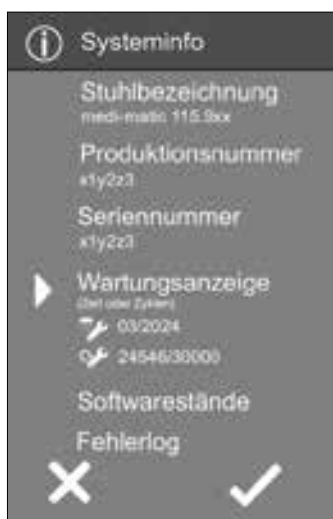 Systeminfo
Stuhlbezeichnung
medi-matic 115.9xx
Produktionsnummer
x1y2z3
Seriennummer
x1y2z3
Wartungsanzeige
(Zeit oder Zyklen)
03/2024
24546/30000
Softwarestände
Fehlerlog